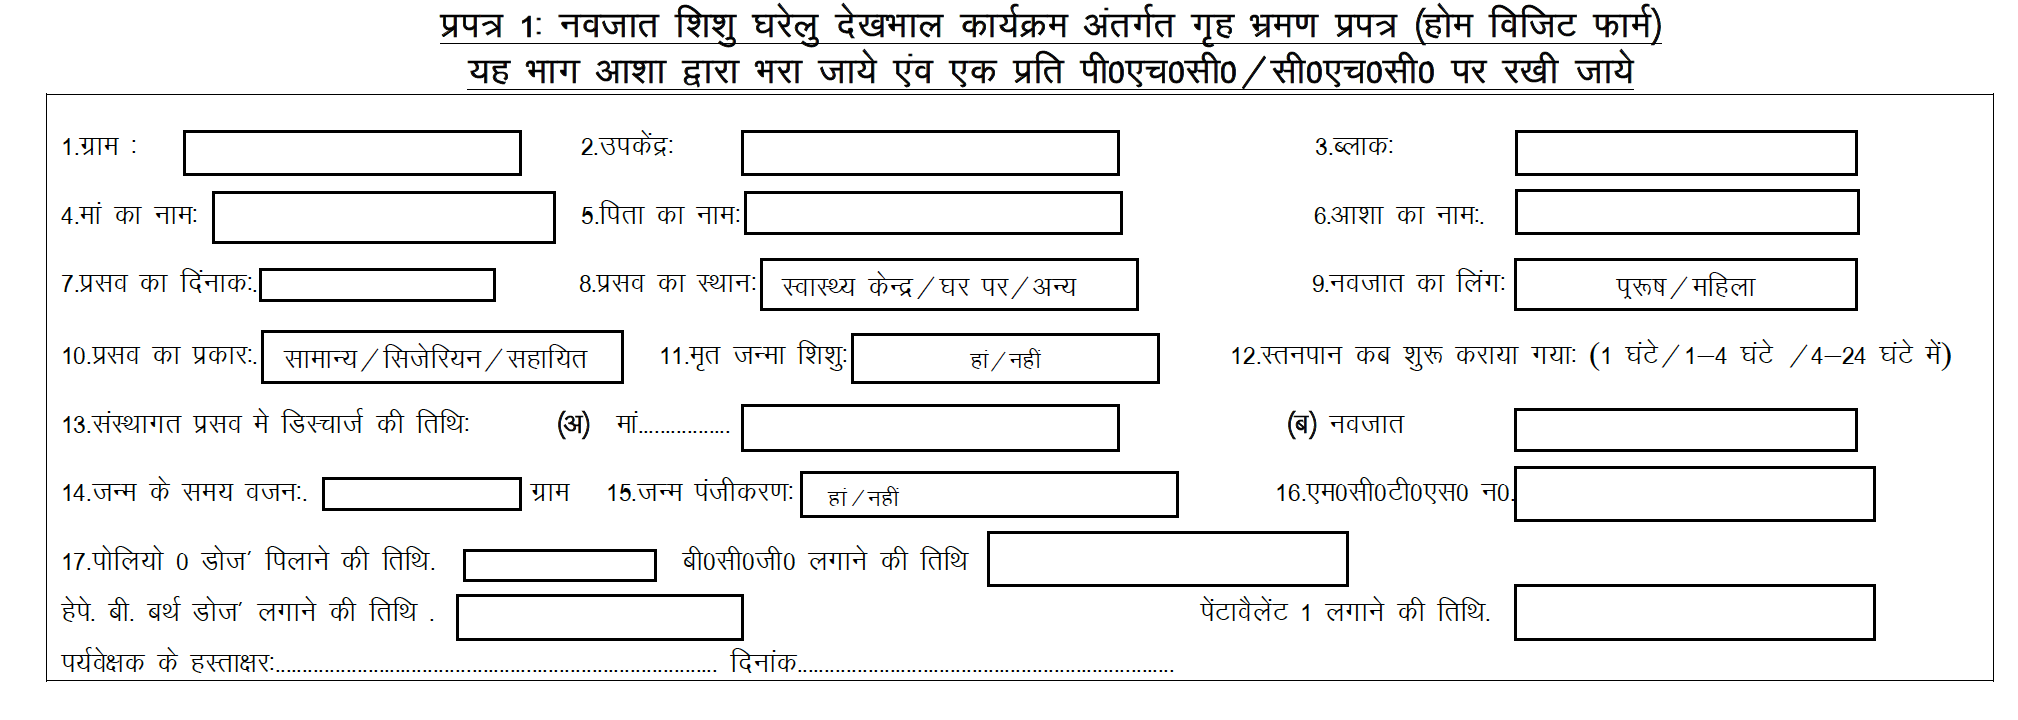 प्रपत्र 1: नवजात शिशु घरेलु देखभाल कार्यक्रम अंतर्गत गृह भ्रमण प्रपत्र (होम विजिट फार्म)
यह भाग आशा द्वारा भरा जाये एंव एक प्रति पी0एच0सी0/सी0एच0सी0 पर रखी जाये
1.ग्राम : 2.उपकेंद्र: 3.ब्लाक:
4.मां का नाम: 5.पिता का नाम: 6.आशा का नाम:.
7.प्रसव का दिंनाक:. 8.प्रसव का स्थान: स्वास्थ्य केन्द्र/घर पर/अन्य 9.नवजात का लिंग: पुरूष/महिला
10.प्रसव का प्रकार:. सामान्य/सिजेरियन/सहायित 11.मृत जन्मा शिशु: हां/नहीं 12.स्तनपान कब शुरू कराया गया: (1 घंटे/1–4 घंटे /4–24 घंटे में)
13.संस्थागत प्रसव मे डिस्चार्ज की तिथि: (अ) मां................. (ब) नवजात
14.जन्म के समय वजन:. ग्राम 15.जन्म पंजीकरण: हां/नहीं 16.एम0सी0टी0एस0 न0.
17.पोलियो 0 डोज' पिलाने की तिथि. बी0सी0जी0 लगाने की तिथि
हेपे. बी. बर्थ डोज' लगाने की तिथि . पेंटावैलेंट 1 लगाने की तिथि.
पर्यवेक्षक के हस्ताक्षर:................................................................................. दिनांक.....................................................................